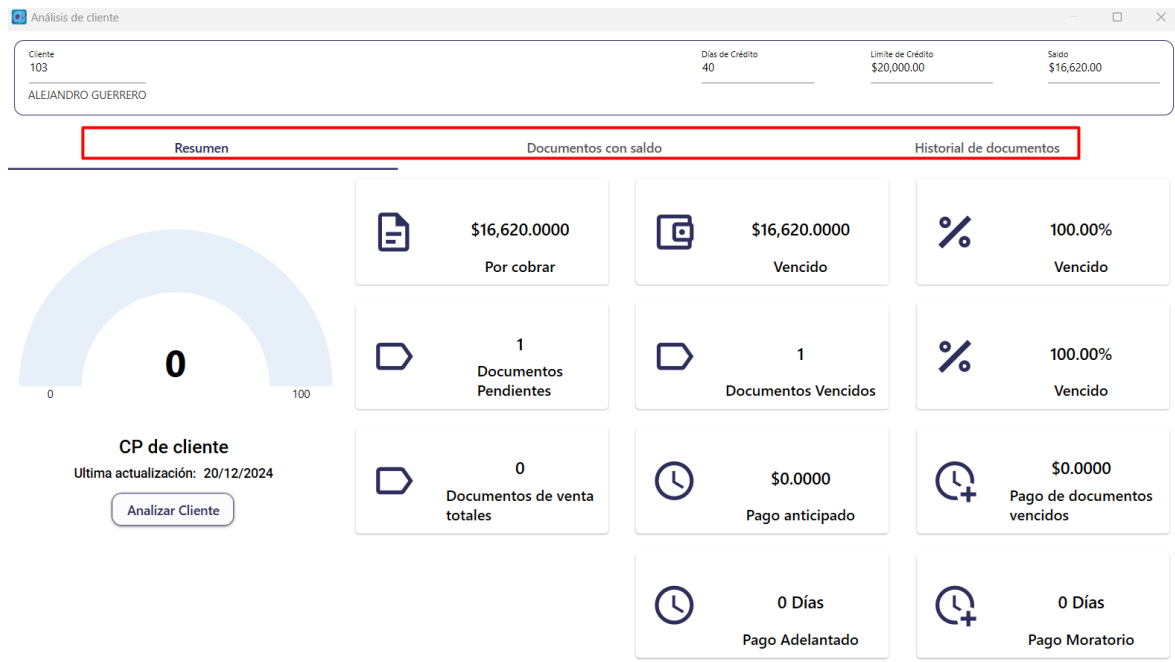 Análisis de cliente
Cliente
103
ALEJANDRO GUERRERO
Días de Crédito
40
Limite de Crédito
$20,000.00
Saldo
$16,620.00
Resumen
Documentos con saldo
Historial de documentos
0
0
100
CP de cliente
Ultima actualización: 20/12/2024
Analizar Cliente
$16,620.0000
Por cobrar
$16,620.0000
Vencido
100.00%
Vencido
1
Documentos
Pendientes
1
Documentos Vencidos
100.00%
Vencido
0
Documentos de venta
totales
$0.0000
Pago anticipado
$0.0000
Pago de documentos
vencidos
0 Días
Pago Adelantado
0 Días
Pago Moratorio